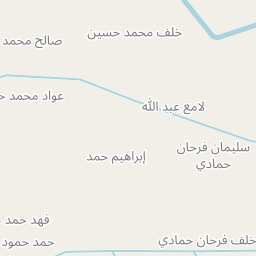 خلف محمد حسين
صالح محمد
عواد محمد
لامع عبد الله
سليمان فرحان
حمادي
إبراهيم حمد
فهد حمد
خلف فرحان حمادي
حمد حمود